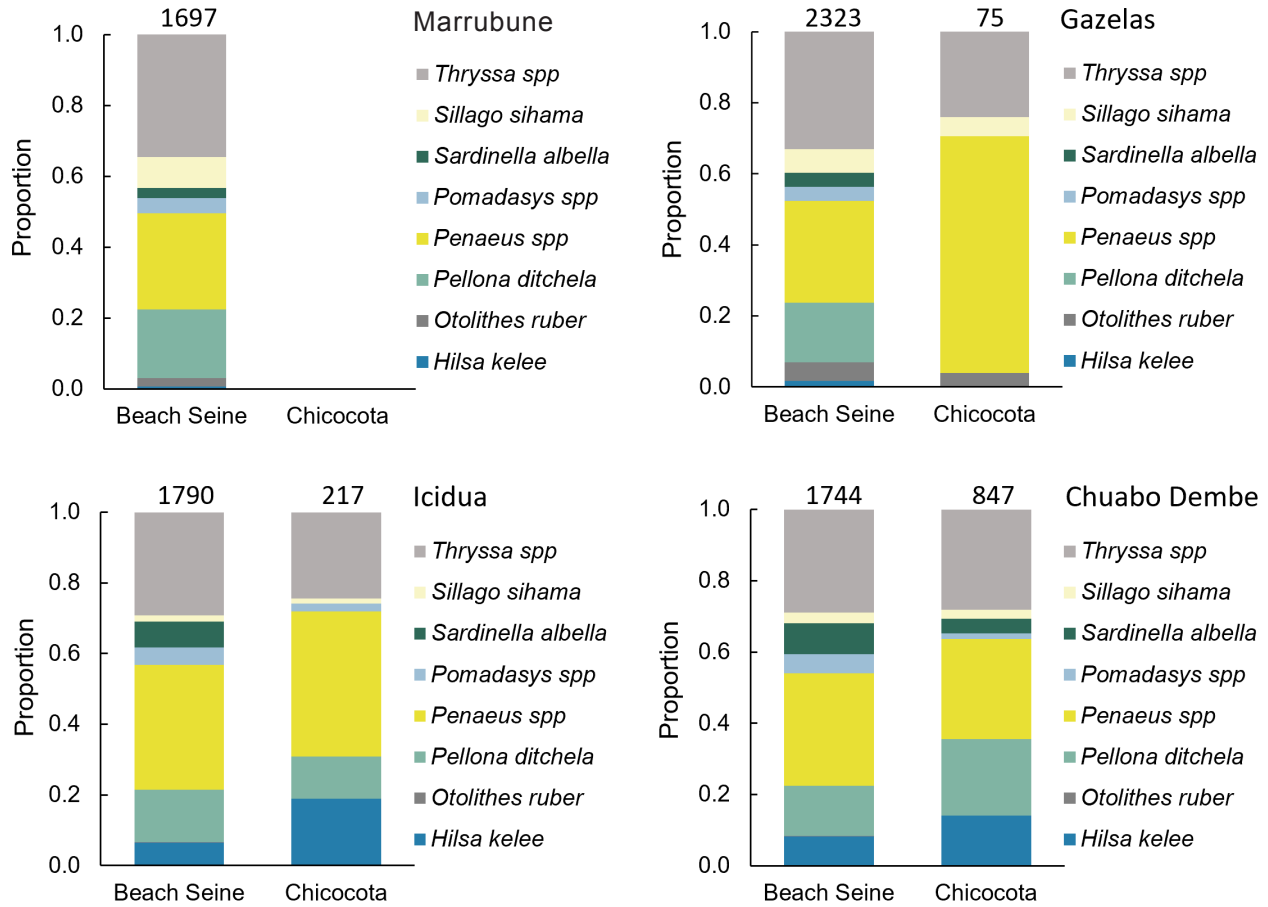 1697
Marrubune
1.0
0.8
0.6
0.4
0.2
0.0
Proportion
Beach Seine
Chicocota
Thryssa spp
Sillago sihama
Sardinella albella
Pomadasys spp
Penaeus spp
Pellona ditchela
Otolithes ruber
Hilsa kelee
2323
75
Gazelas
1.0
0.8
0.6
0.4
0.2
0.0
Proportion
Beach Seine
Chicocota
Thryssa spp
Sillago sihama
Sardinella albella
Pomadasys spp
Penaeus spp
Pellona ditchela
Otolithes ruber
Hilsa kelee
1790
217
Icidua
1.0
0.8
0.6
0.4
0.2
0.0
Proportion
Beach Seine
Chicocota
Thryssa spp
Sillago sihama
Sardinella albella
Pomadasys spp
Penaeus spp
Pellona ditchela
Otolithes ruber
Hilsa kelee
1744
847
Chuabo Dembe
1.0
0.8
0.6
0.4
0.2
0.0
Proportion
Beach Seine
Chicocota
Thryssa spp
Sillago sihama
Sardinella albella
Pomadasys spp
Penaeus spp
Pellona ditchela
Otolithes ruber
Hilsa kelee